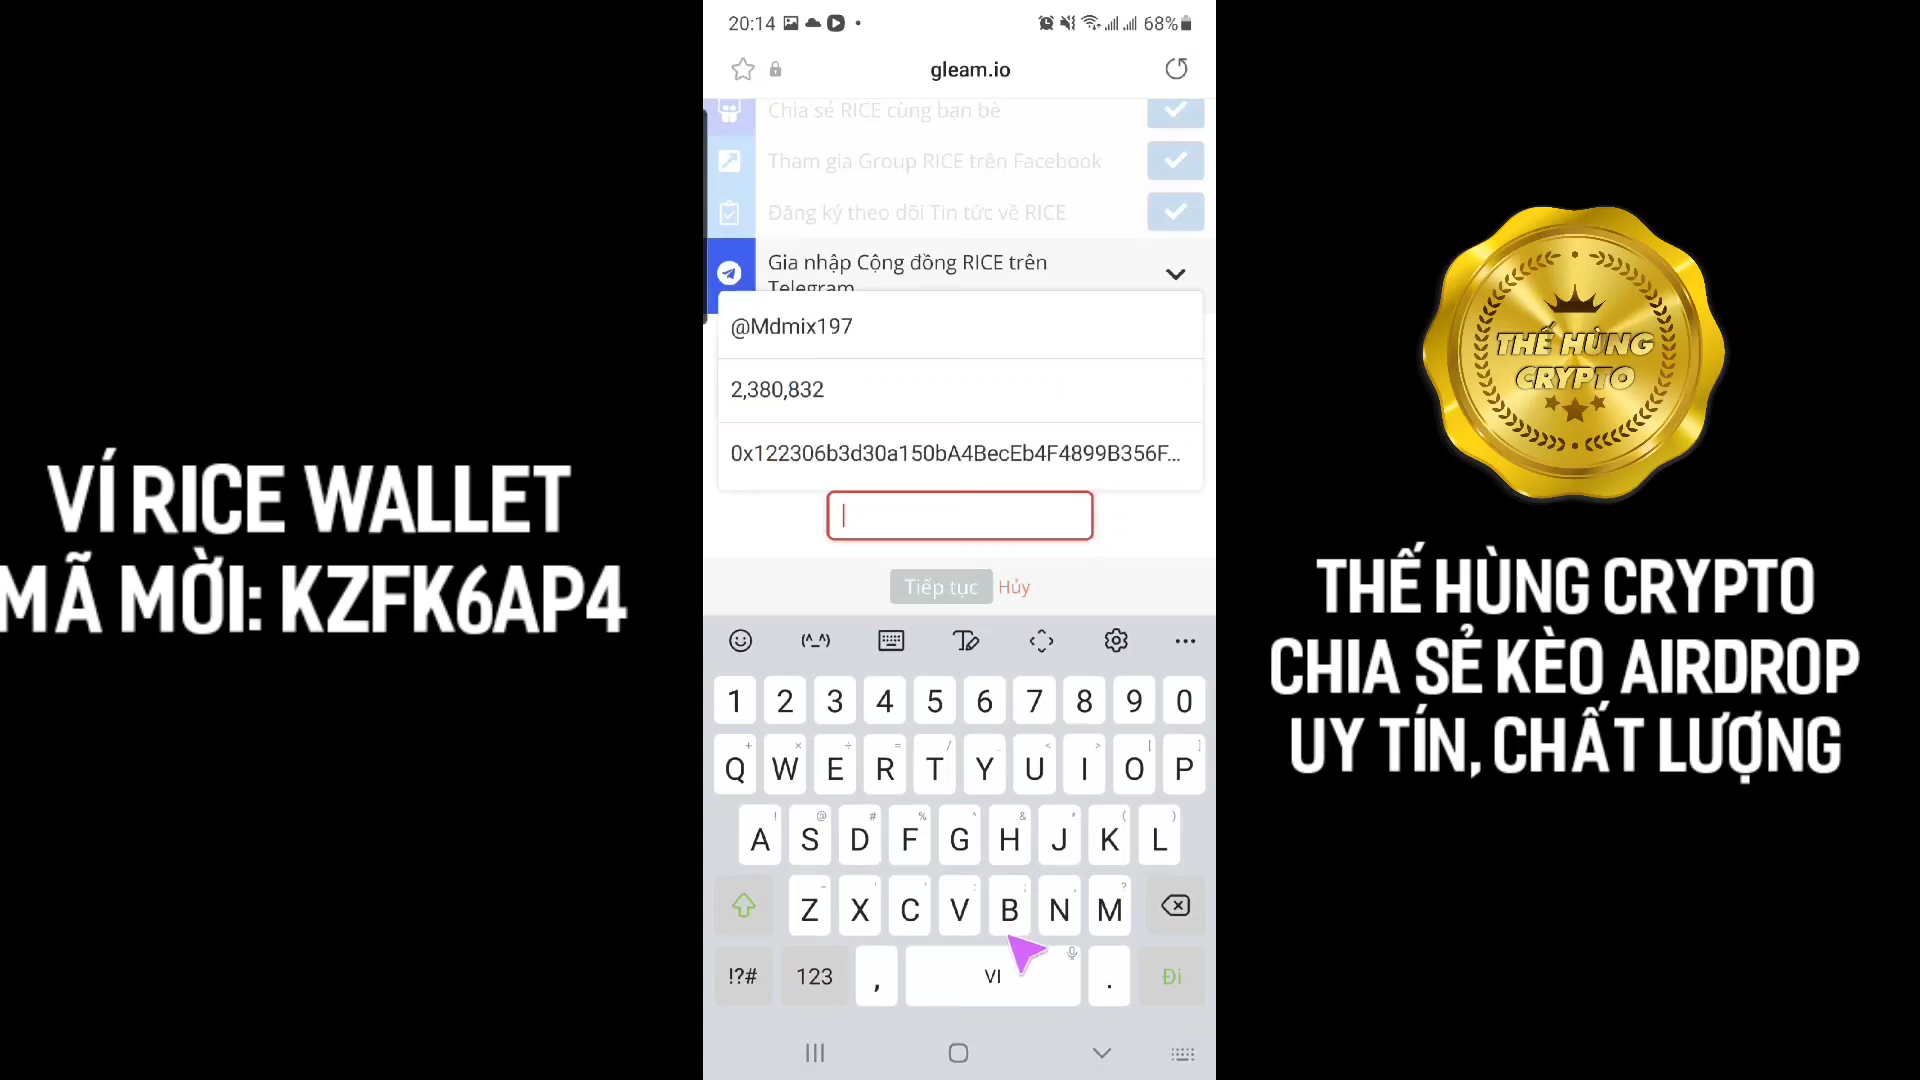 VÍ RICE WALLET
MÃ MỜI: KZFK6AP4
20:14
68%
gleam.io
Chia sẻ RICE cùng bạn bè
Tham gia Group RICE trên Facebook
Đăng ký theo dõi Tin tức về RICE
Gia nhập Cộng đồng RICE trên
Telegram
@Mdmix197
2,380,832
0x122306b3d30a150bA4BecEb4F4899B356F...
Tiếp tục Hủy
1 2 3 4 5 6 7 8 9 0
Q W E R T Y U I O P
A S D F G H J K L
Z X C V B N M
!?# 123 , VI . Đi
THẾ HÙNG
CRYPTO
THẾ HÙNG CRYPTO
CHIA SẺ KÈO AIRDROP
UY TÍN, CHẤT LƯỢNG